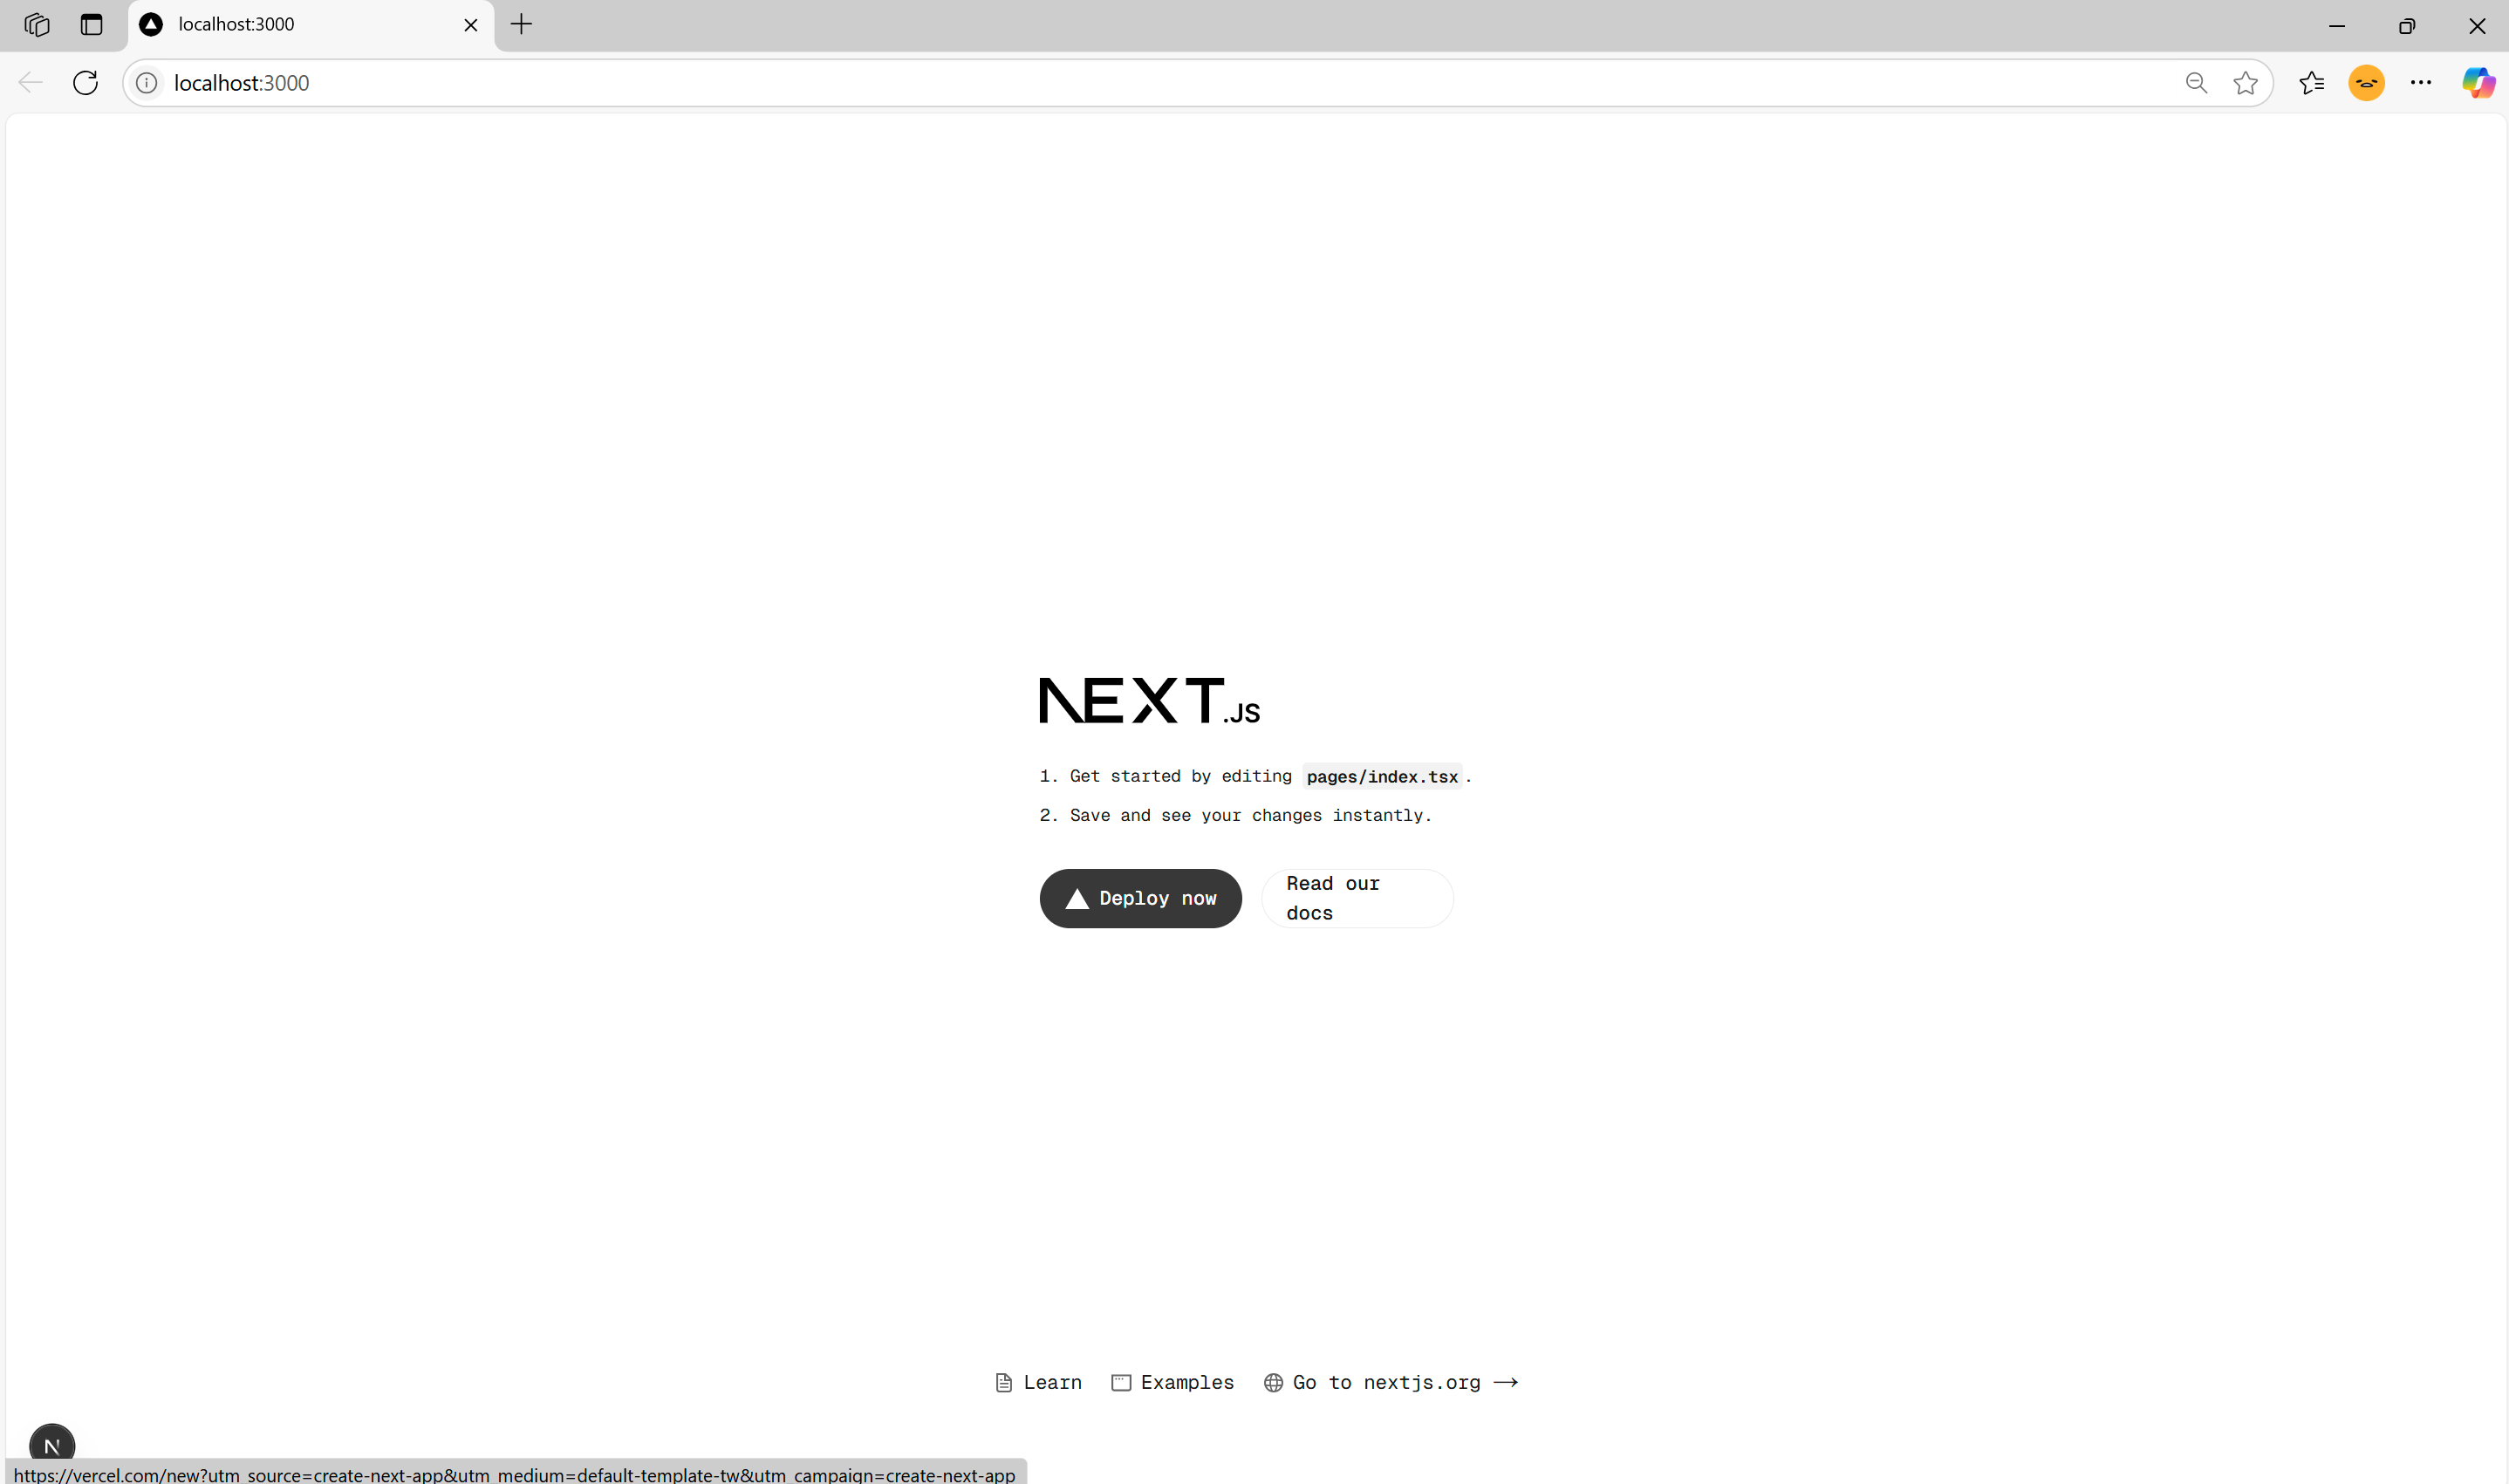 localhost:3000
localhost:3000
NEXT.JS
1. Get started by editing pages/index.tsx.
2. Save and see your changes instantly.
Deploy now
Read our
docs
Learn
Examples
Go to nextjs.org →
N
https://vercel.com/new?utm_source=create-next-app&utm_medium=default-template-tw&utm_campaign=create-next-app